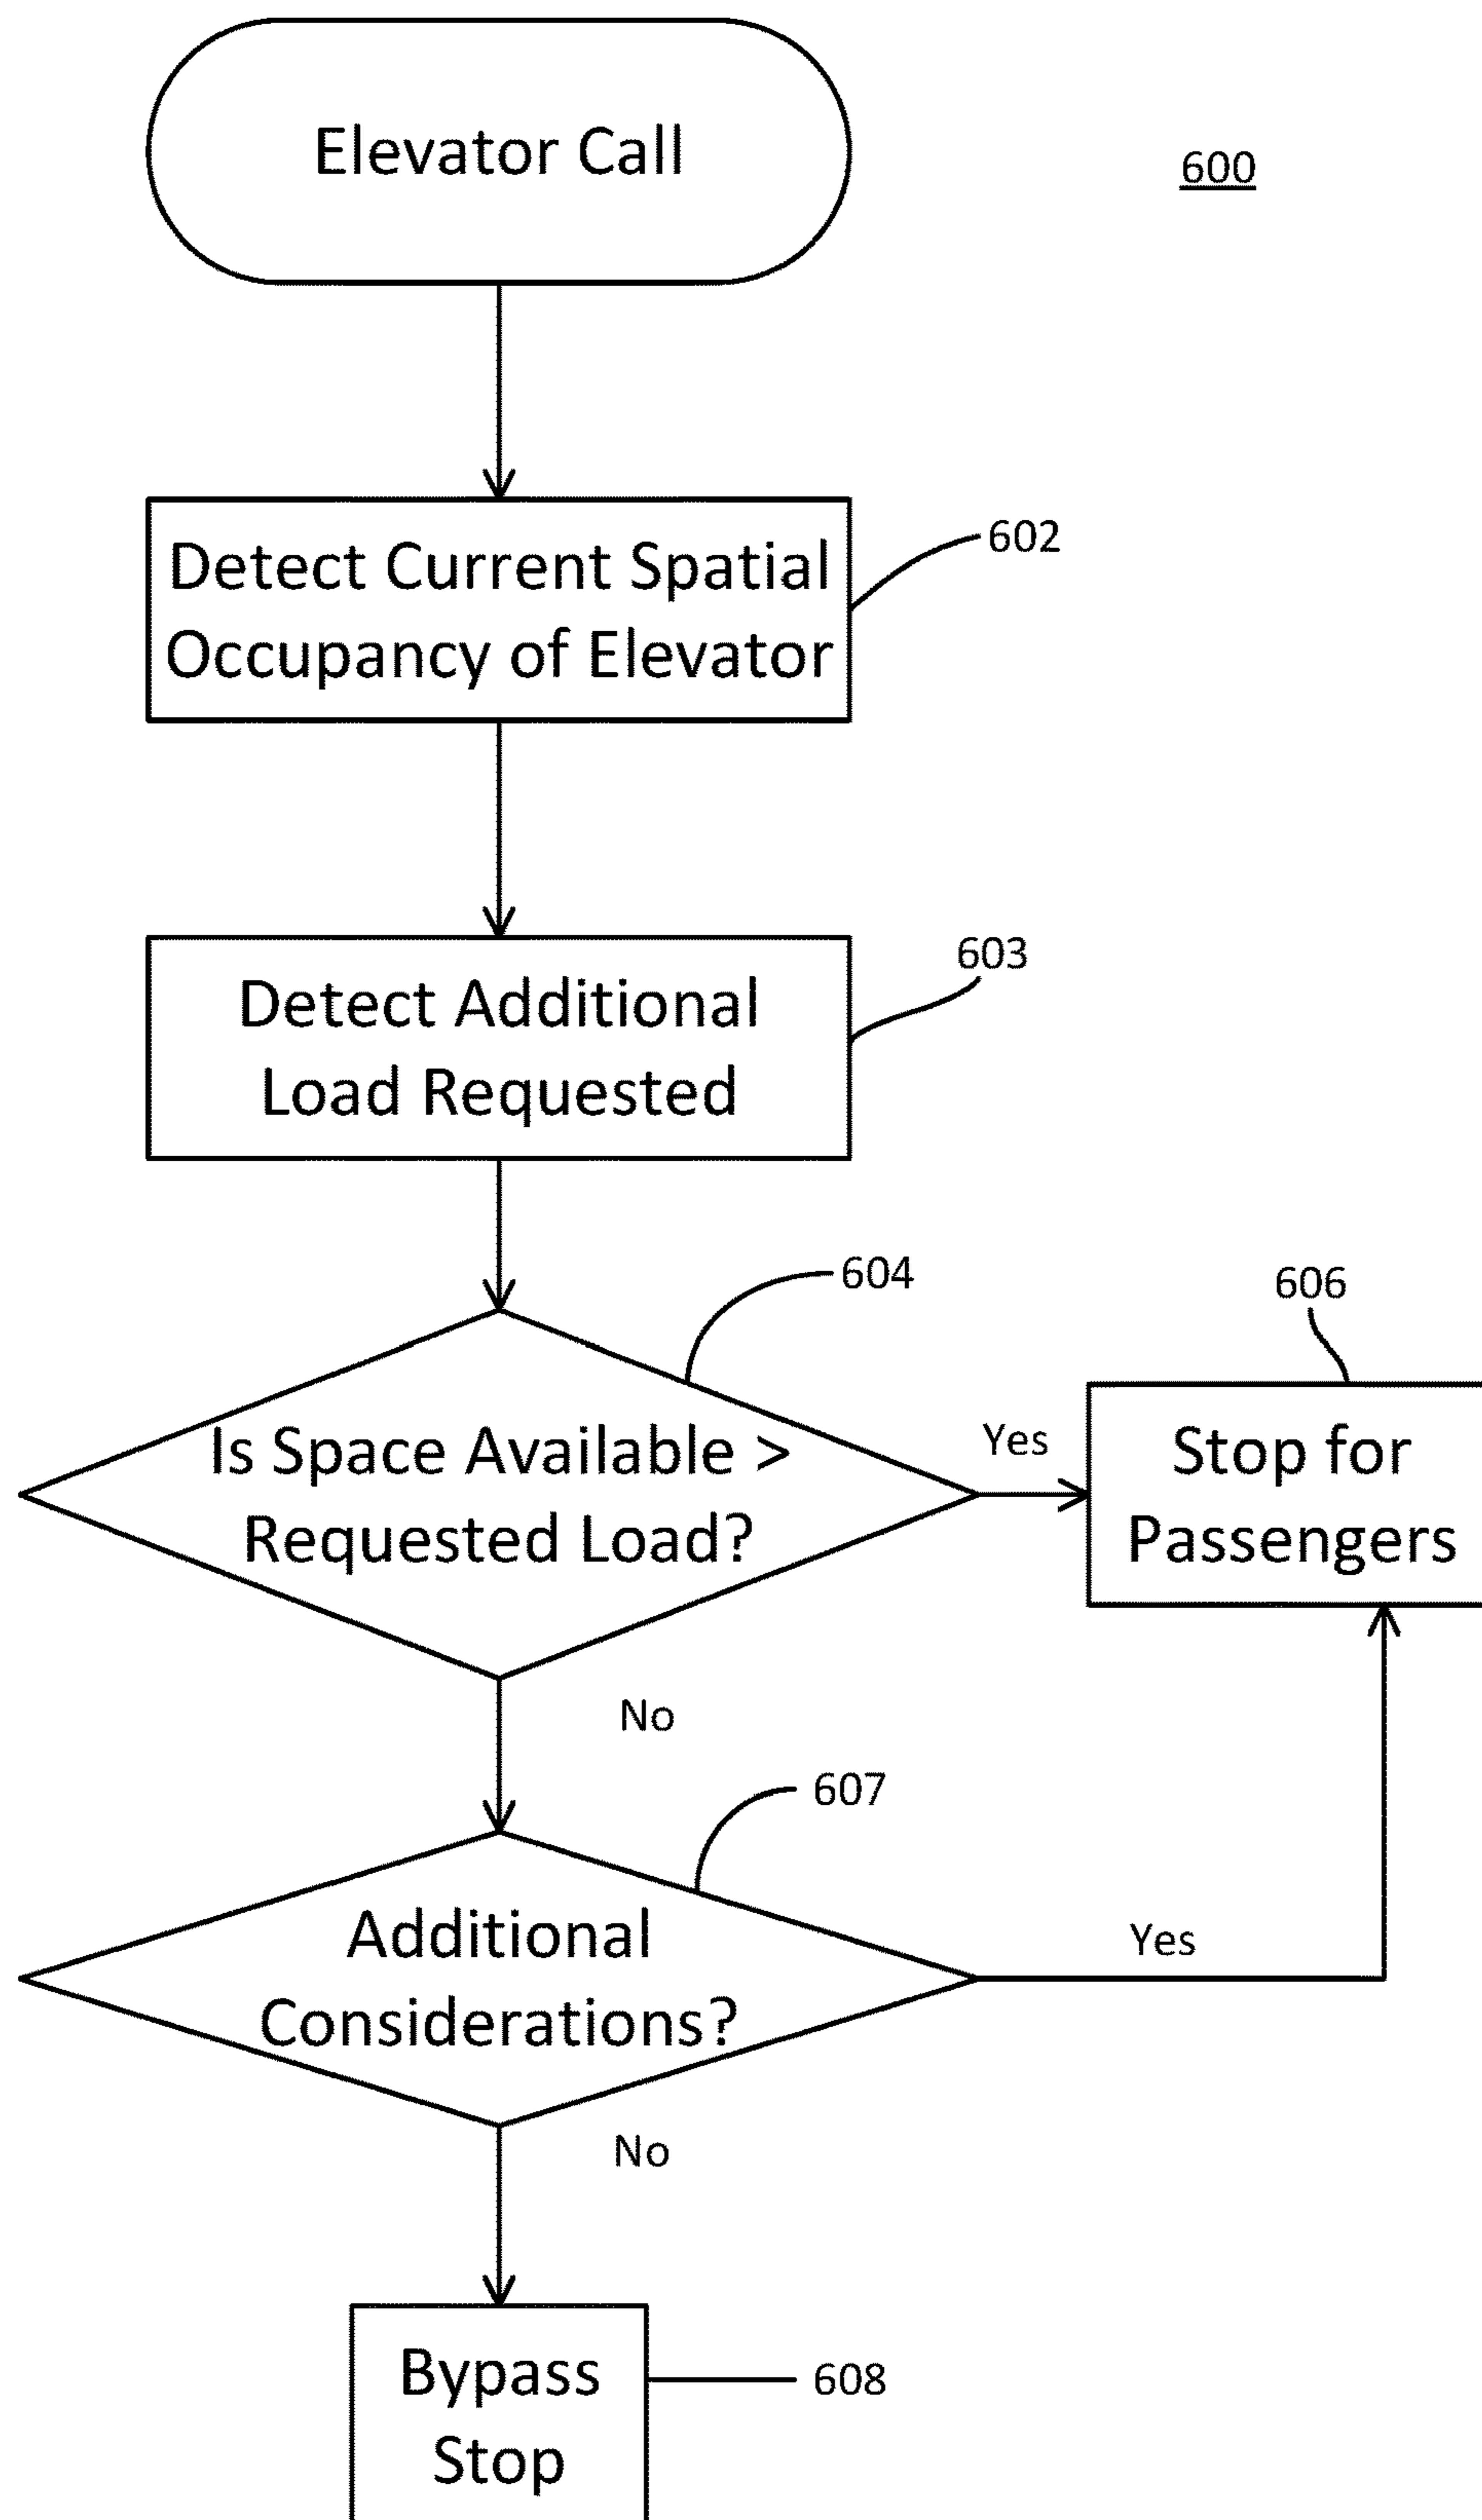 Elevator Call
600
Detect Current Spatial
Occupancy of Elevator
602
Detect Additional
Load Requested
603
604
Is Space Available >
Requested Load?
Yes
606
Stop for
Passengers
No
607
Additional
Considerations?
Yes
No
Bypass
Stop
608